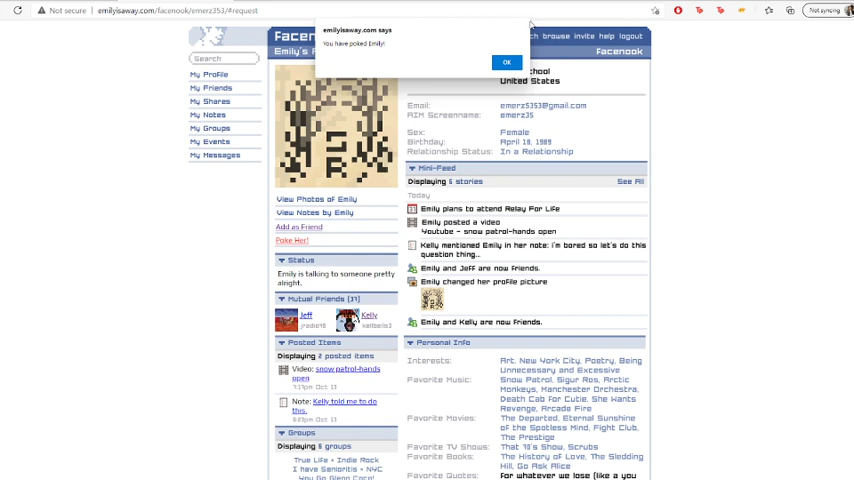 Not secure | emilyisaway.com/facenook/emerz353/#request
Not syncing
emilyisaway.com says
You have poked Emily!
OK
browse invite help logout
Facenook
Search
My Profile
My Friends
My Shares
My Notes
My Groups
My Events
My Messages
United States
Email: emerz5353@gmail.com
AIM Screenname: emerz35
Sex: Female
Birthday: April 18, 1989
Relationship Status: In a Relationship
View Photos of Emily
View Notes by Emily
Add as Friend
Poke Her!
Status
Emily is talking to someone pretty
alright.
Mutual Friends (31)
Jeff
Kelly
Posted Items
Displaying 2 posted items
Video: snow patrol-hands
open
7:17pm Oct 13
Note: Kelly told me to do
this.
Groups
Displaying 6 groups
True Life • Indie Rock
I have Senioritis • NYC
You Go Glenn Coco!
Mini-Feed
Displaying 6 stories
See All
Today
Emily plans to attend Relay For Life
Emily posted a video
Youtube - snow patrol-hands open
Kelly mentioned Emily in her note: i'm bored so let's do this
question thing...
Emily and Jeff are now friends.
Emily changed her profile picture
Emily and Kelly are now friends.
Personal Info
Interests: Art, New York City, Poetry, Being
Unnecessary and Excessive
Favorite Music: Snow Patrol, Sigur Ros, Arctic
Monkeys, Manchester Orchestra,
Death Cab for Cutie, She Wants
Revenge, Arcade Fire
Favorite Movies: The Departed, Eternal Sunshine
of the Spotless Mind, Fight Club,
The Prestige
Favorite TV Shows: That 70's Show, Scrubs
Favorite Books: The History of Love, The Sledding
Hill, Go Ask Alice
Favorite Quotes: for whatever we lose (like a you